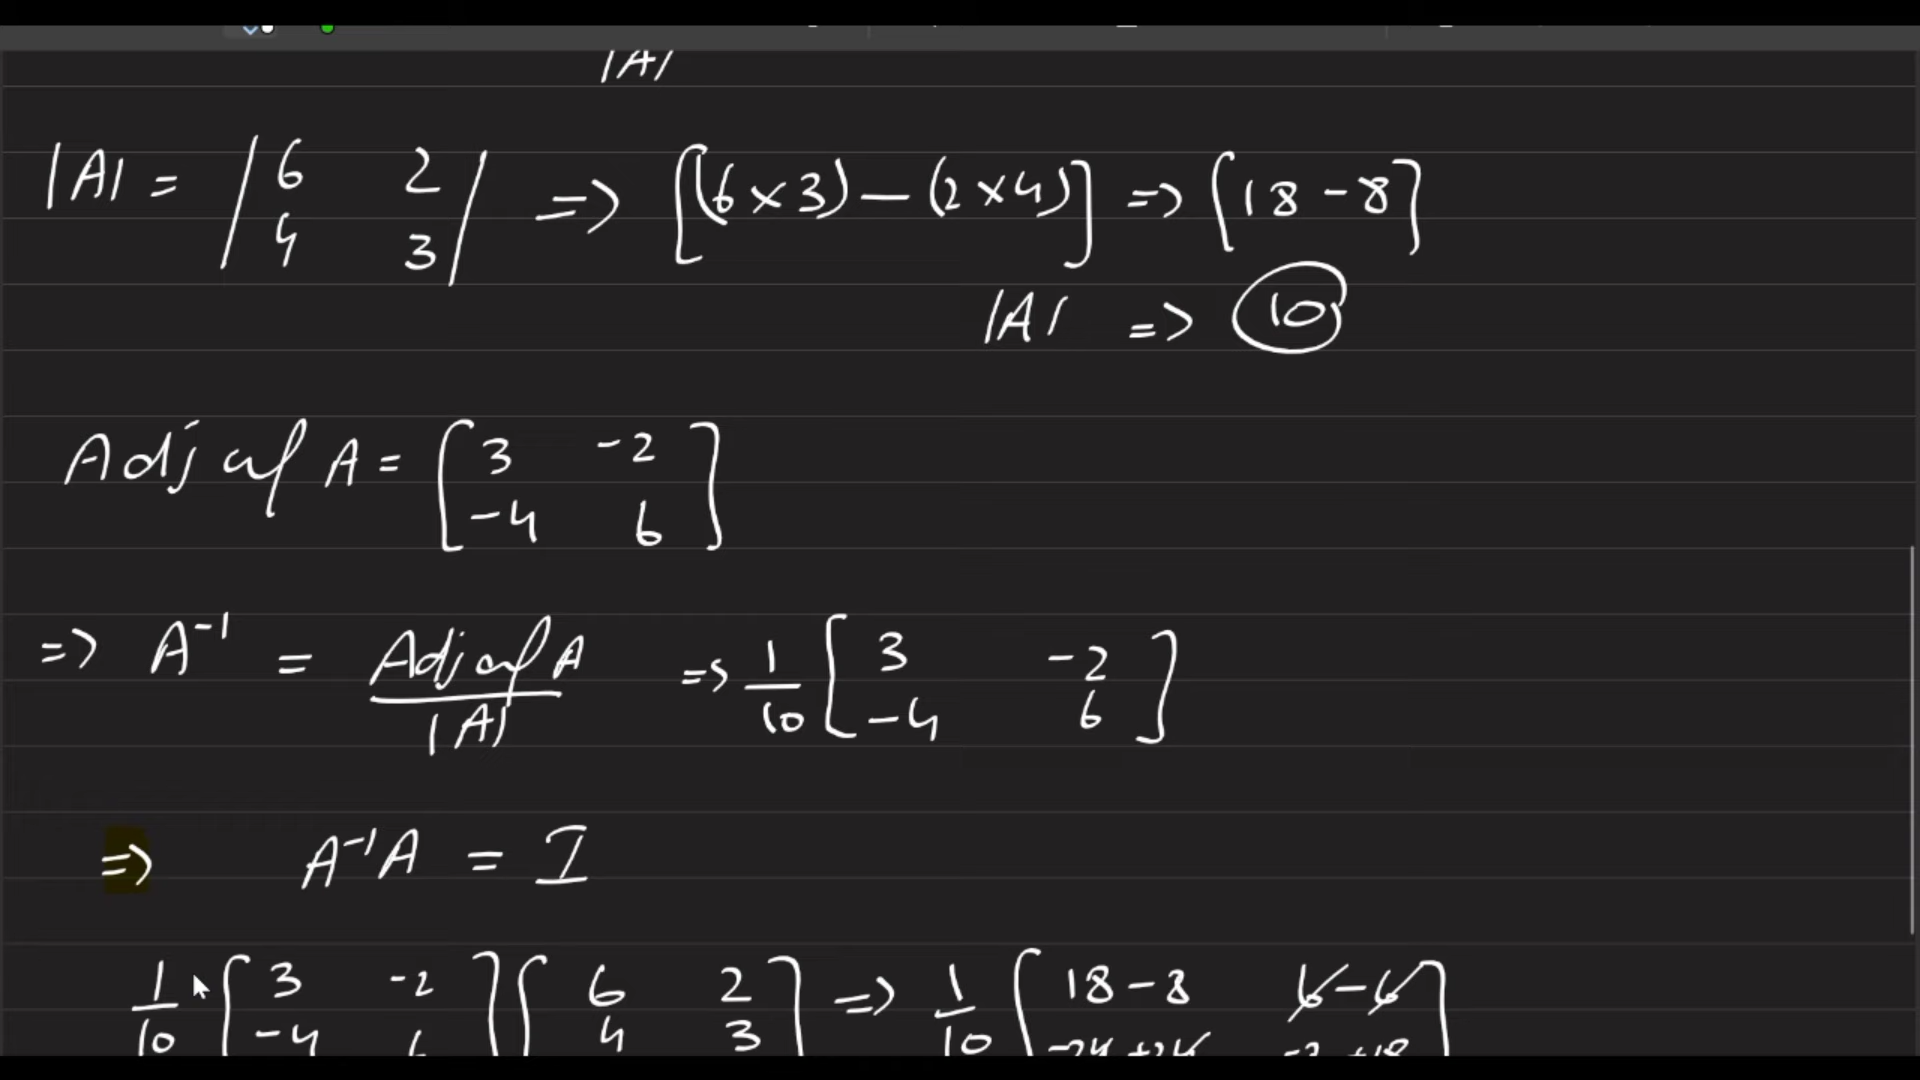 |A|
|A| = | 6 2 | => [(6 × 3) – (2 × 4)] => [18 - 8]
4 3
|A| => 10
Adj of A = [ 3 -2 ]
-4 6
=> A⁻¹ = Adj of A => 1 [ 3 -2 ]
|A| 10 -4 6
=> A⁻¹A = I
1 [ 3 -2 ] [ 6 2 ] => 1 [ 18 - 8 6 - 6 ]
10 -4 4 3 10 -24 +24